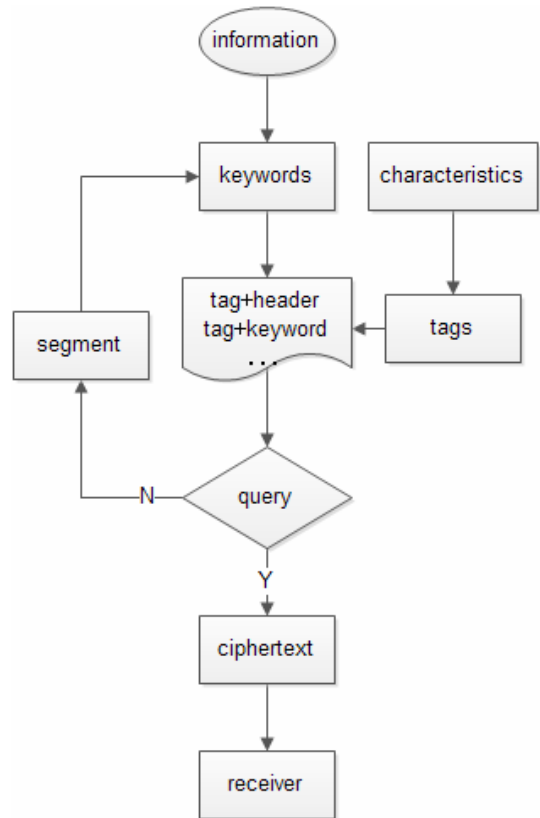 information
keywords
characteristics
tag+header
tag+keyword
...
segment
tags
N
query
Y
ciphertext
receiver